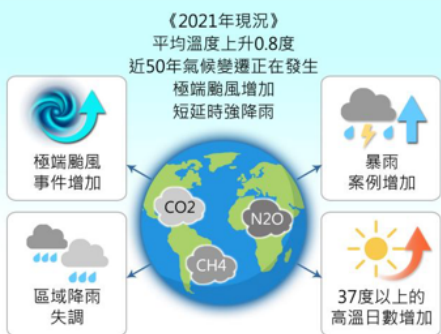 《2021年現況》
平均溫度上升0.8度
近50年氣候變遷正在發生
極端颱風增加
短延時強降雨
極端颱風
事件增加
暴雨
案例增加
CO2
N2O
CH4
區域降雨
失調
37度以上的
高溫日數增加